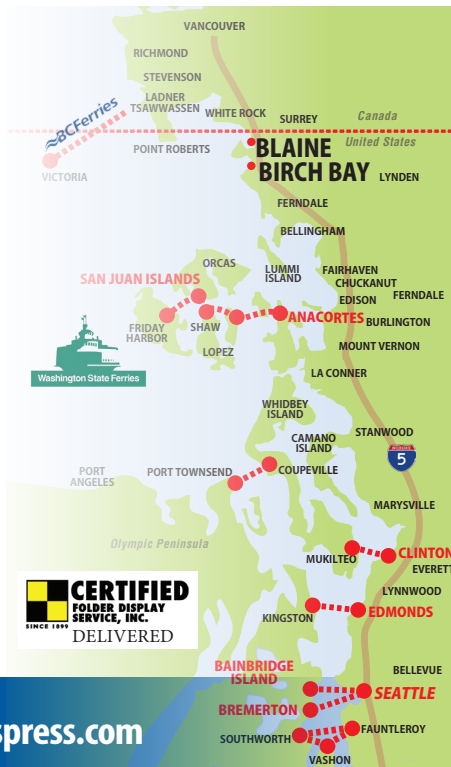 VANCOUVER
RICHMOND
STEVENSON
LADNER
TSAWWASSEN
BCFerries
WHITE ROCK
SURREY
Canada
United States
POINT ROBERTS
BLAINE
BIRCH BAY
LYNDEN
VICTORIA
FERNDALE
BELLINGHAM
ORCAS
LUMMI
ISLAND
FAIRHAVEN
CHUCKANUT
SAN JUAN ISLANDS
EDISON
FERNDALE
ANACORTES
BURLINGTON
FRIDAY
HARBOR
SHAW
LOPEZ
MOUNT VERNON
Washington State Ferries
LA CONNER
WHIDBEY
ISLAND
CAMANO
ISLAND
STANWOOD
5
PORT
ANGELES
PORT TOWNSEND
COUPEVILLE
MARYSVILLE
Olympic Peninsula
MUKILTEO
CLINTON
EVERETT
CERTIFIED
FOLDER DISPLAY
SERVICE, INC.
SINCE 1899
DELIVERED
LYNNWOOD
KINGSTON
EDMONDS
BAINBRIDGE
ISLAND
BELLEVUE
SEATTLE
BREMERTON
spress.com
SOUTHWORTH
FAUNTLEROY
VASHON